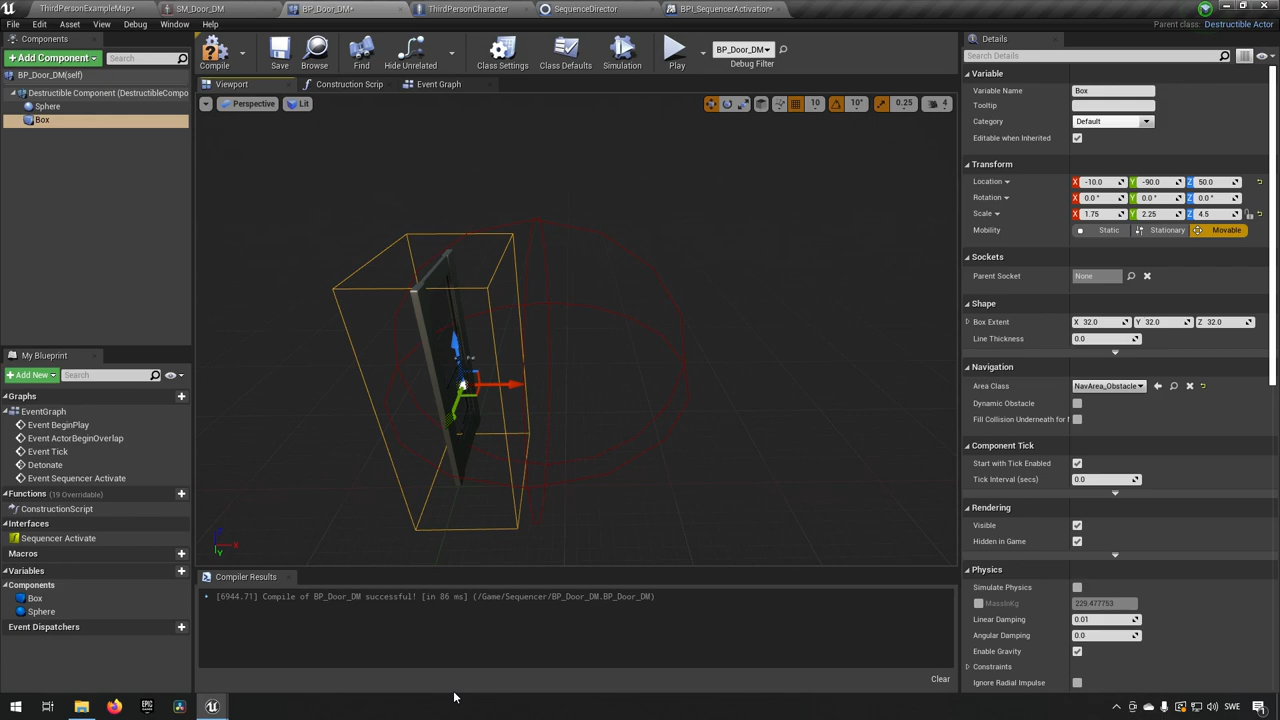 ThirdPersonExampleMap*
SM_Door_DM
BP_Door_DM*
ThirdPersonCharacter
SequenceDirector
BPI_SequencerActivation*
File
Edit
Asset
View
Debug
Window
Help
Parent class: Destructible Actor
Components
+ Add Component
Search
BP_Door_DM(self)
Destructible Component (DestructibleCompo
Sphere
Box
Compile
Save
Browse
Find
Hide Unrelated
Class Settings
Class Defaults
Simulation
Play
BP_Door_DM
Debug Filter
Viewport
Construction Scrip
Event Graph
Perspective
Lit
10
10°
0.25
4
Z
X
Y
My Blueprint
+ Add New
Search
Graphs
EventGraph
Event BeginPlay
Event ActorBeginOverlap
Event Tick
Detonate
Event Sequencer Activate
Functions (19 Overridable)
ConstructionScript
Interfaces
Sequencer Activate
Macros
Variables
Components
Box
Sphere
Event Dispatchers
Compiler Results
[6944.71] Compile of BP_Door_DM successful! [in 86 ms] (/Game/Sequencer/BP_Door_DM.BP_Door_DM)
Clear
Details
Search Details
Variable
Variable Name Box
Tooltip
Category Default
Editable when Inherited
Transform
Location X -10.0 Y -90.0 Z 50.0
Rotation X 0.0 ° Y 0.0 ° Z 0.0 °
Scale X 1.75 Y 2.25 Z 4.5
Mobility Static Stationary Movable
Sockets
Parent Socket None
Shape
Box Extent X 32.0 Y 32.0 Z 32.0
Line Thickness 0.0
Navigation
Area Class NavArea_Obstacle
Dynamic Obstacle
Fill Collision Underneath for
Component Tick
Start with Tick Enabled
Tick Interval (secs) 0.0
Rendering
Visible
Hidden in Game
Physics
Simulate Physics
MassInKg 229.477753
Linear Damping 0.01
Angular Damping 0.0
Enable Gravity
Constraints
Ignore Radial Impulse
SWE